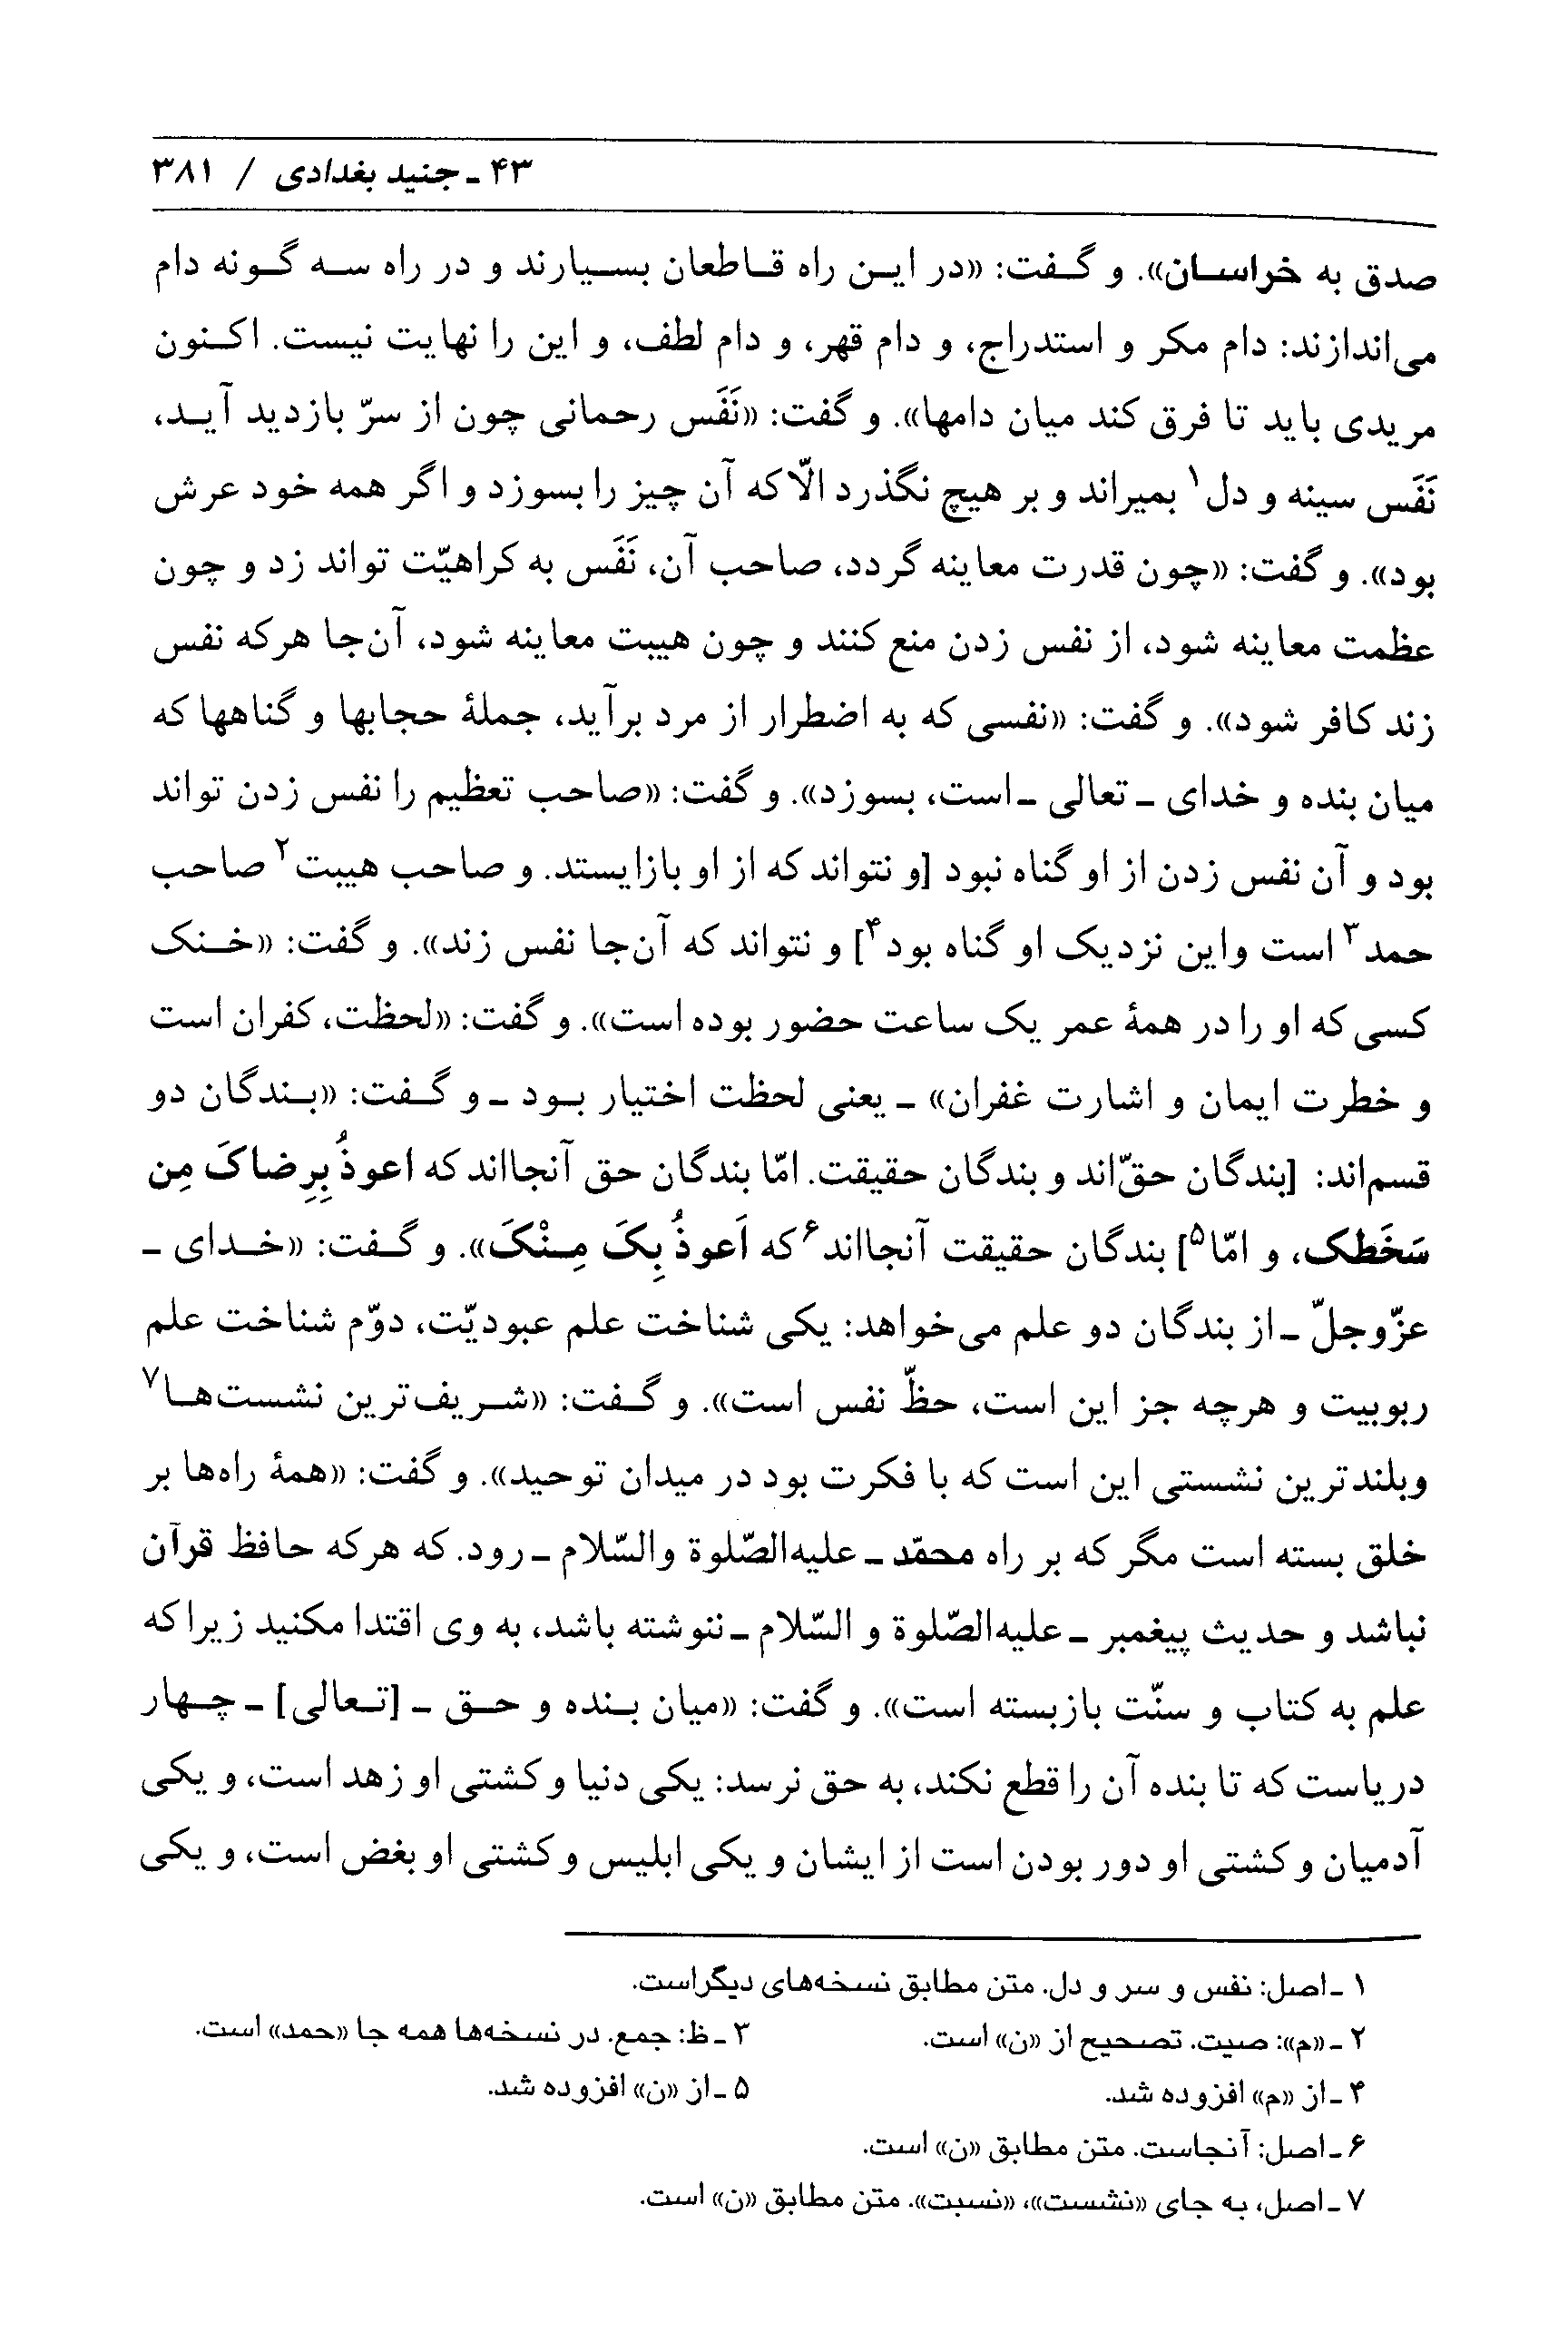 ۴۳ ـ جنید بغدادی / ۳۸۱
صدق به خراسان». و گفت: «در این راه قاطعان بسیارند و در راه سه گونه دام
می‌اندازند: دام مکر و استدراج، و دام قهر، و دام لطف، و این را نهایت نیست. اکنون
مریدی باید تا فرق کند میان دامها». و گفت: «نَفَس رحمانی چون از سرّ بازدید آید،
نَفَس سینه و دل۱ بمیراند و بر هیچ نگذرد الّا که آن چیز را بسوزد و اگر همه خود عرش
بود». و گفت: «چون قدرت معاینه گردد، صاحب آن، نَفَس به کراهیّت تواند زد و چون
عظمت معاینه شود، از نفس زدن منع کنند و چون هیبت معاینه شود، آن‌جا هرکه نفس
زند کافر شود». و گفت: «نفسی که به اضطرار از مرد برآید، جملهٔ حجابها و گناهها که
میان بنده و خدای ـ تعالی ـ است، بسوزد». و گفت: «صاحب تعظیم را نفس زدن تواند
بود و آن نفس زدن از او گناه نبود [و نتواند که از او بازایستد. و صاحب هیبت۲ صاحب
حمد۳ است واین نزدیک او گناه بود۴] و نتواند که آن‌جا نفس زند». و گفت: «خنک
کسی که او را در همهٔ عمر یک ساعت حضور بوده است». و گفت: «لحظت، کفران است
و خطرت ایمان و اشارت غفران» ـ یعنی لحظت اختیار بود ـ و گفت: «بندگان دو
قسم‌اند: [بندگان حقّ‌اند و بندگان حقیقت. امّا بندگان حق آنجااند که اعوذُ بِرِضاکَ مِن
سَخَطک، و امّا۵] بندگان حقیقت آنجااند۶ که اَعوذُ بِکَ مِنْکَ». و گفت: «خدای ـ
عزّوجلّ ـ از بندگان دو علم می‌خواهد: یکی شناخت علم عبودیّت، دوّم شناخت علم
ربوبیت و هرچه جز این است، حظّ نفس است». و گفت: «شریف‌ترین نشست‌ها۷
وبلندترین نشستی این است که با فکرت بود در میدان توحید». و گفت: «همهٔ راه‌ها بر
خلق بسته است مگر که بر راه محمّد ـ علیه‌الصّلوة والسّلام ـ رود. که هرکه حافظ قرآن
نباشد و حدیث پیغمبر ـ علیه‌الصّلوة و السّلام ـ ننوشته باشد، به وی اقتدا مکنید زیرا که
علم به کتاب و سنّت بازبسته است». و گفت: «میان بنده و حق ـ [تعالی] ـ چهار
دریاست که تا بنده آن را قطع نکند، به حق نرسد: یکی دنیا و کشتی او زهد است، و یکی
آدمیان و کشتی او دور بودن است از ایشان و یکی ابلیس و کشتی او بغض است، و یکی
۱ ـ اصل: نفس و سر و دل. متن مطابق نسخه‌های دیگراست.
۲ ـ «م»: صیت. تصحیح از «ن» است. ۳ ـ ظ: جمع. در نسخه‌ها همه جا «حمد» است.
۴ ـ از «م» افزوده شد. ۵ ـ از «ن» افزوده شد.
۶ ـ اصل: آنجاست. متن مطابق «ن» است.
۷ ـ اصل، به جای «نشست»، «نسبت». متن مطابق «ن» است.